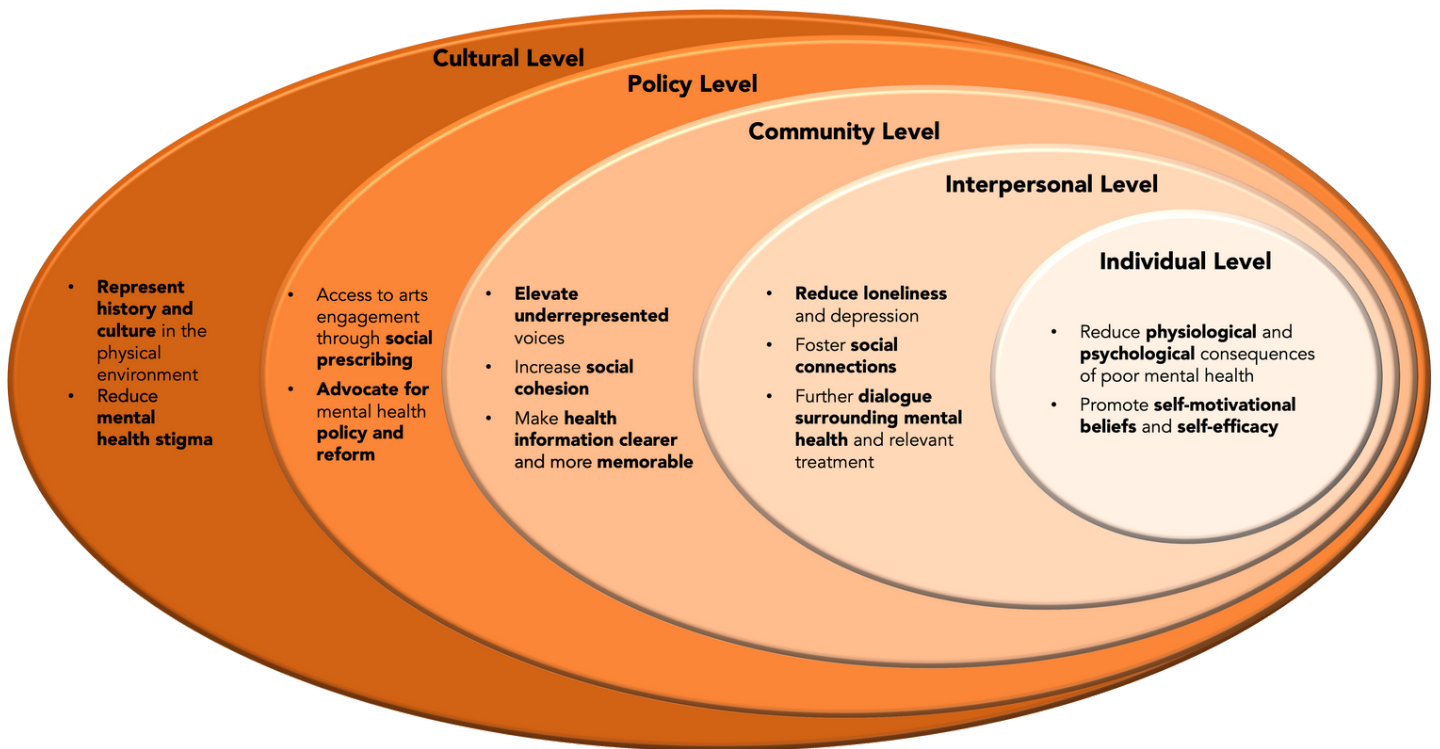 Cultural Level
Policy Level
Community Level
Interpersonal Level
Individual Level
• Represent
history and
culture in the
physical
environment
• Reduce
mental
health stigma
• Access to arts
engagement
through social
prescribing
• Advocate for
mental health
policy and
reform
• Elevate
underrepresented
voices
• Increase social
cohesion
• Make health
information clearer
and more memorable
• Reduce loneliness
and depression
• Foster social
connections
• Further dialogue
surrounding mental
health and relevant
treatment
• Reduce physiological and
psychological consequences
of poor mental health
• Promote self-motivational
beliefs and self-efficacy